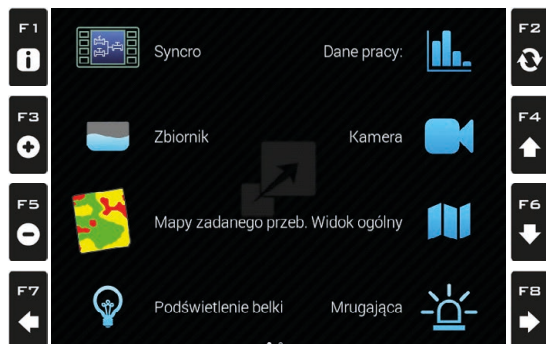 F1
Syncro
Dane pracy:
F2
F3
Zbiornik
Kamera
F4
F5
Mapy zadanego przeb.
Widok ogólny
F6
F7
Podświetlenie belki
Mrugająca
F8